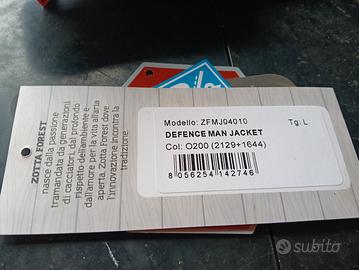 ZOTTA FOREST
nasce dalla passione
tramandata da generazioni
di cacciatori, dal profondo
rispetto dell'ambiente e
dall'amore per la vita all'aria
aperta. Zotta Forest dove
l'innovazione incontra la
tradizione
Modello: ZFMJ04010 Tg: L
DEFENCE MAN JACKET
Col: O200 (2129+1644)
8 056254 142746
subito